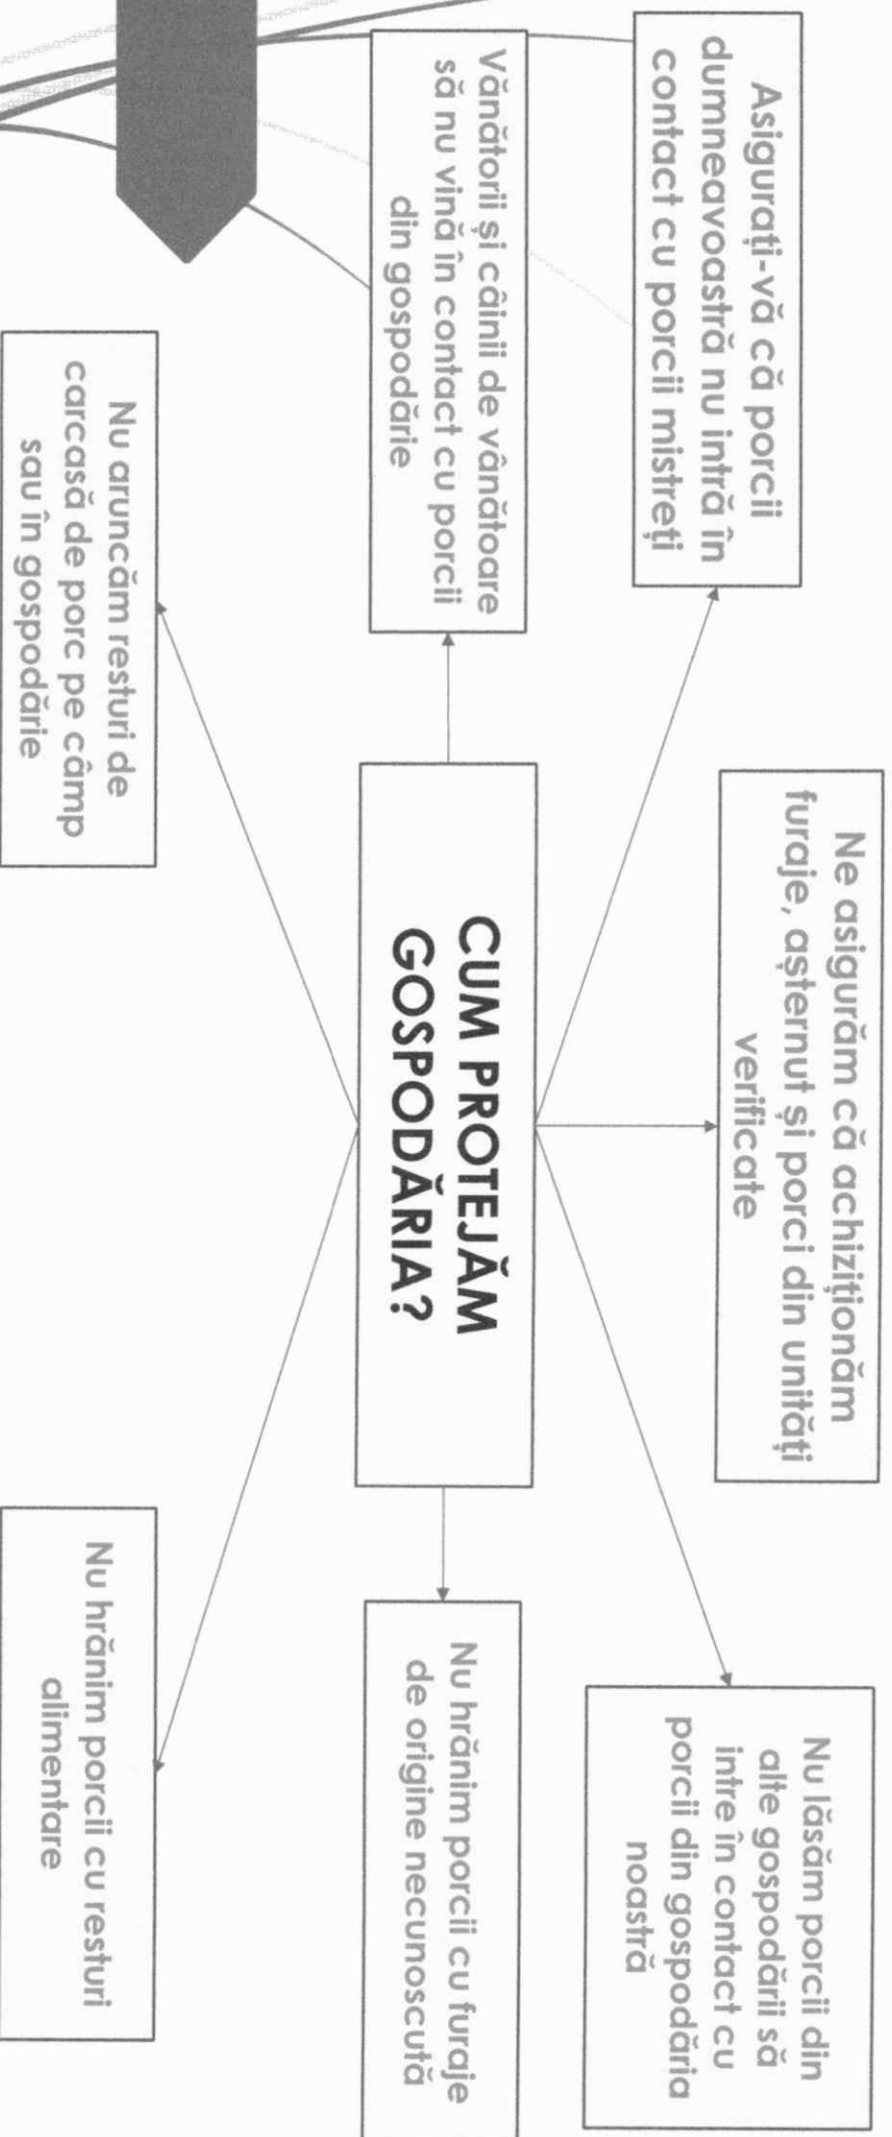 Asigurați-vă că porcii
dumneavoastră nu intră în
contact cu porcii mistreți
Ne asigurăm că achiziționăm
furaje, așternut și porci din unități
verificate
Nu lăsăm porcii din
alte gospodării să
intre în contact cu
porcii din gospodăria
noastră
Vănătorii și câinii de vânătoare
să nu vină în contact cu porcii
din gospodărie
CUM PROTEJĂM
GOSPODĂRIA?
Nu hrănim porcii cu furaje
de origine necunoscută
Nu aruncăm resturi de
carcasă de porc pe câmp
sau în gospodărie
Nu hrănim porcii cu resturi
alimentare